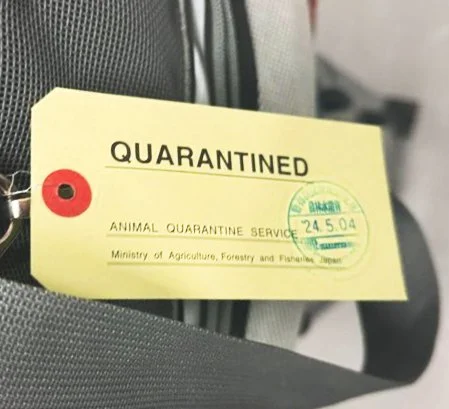 QUARANTINED
ANIMAL QUARANTINE SERVICE
Ministry of Agriculture, Forestry and Fisheries Japan
24.5.04